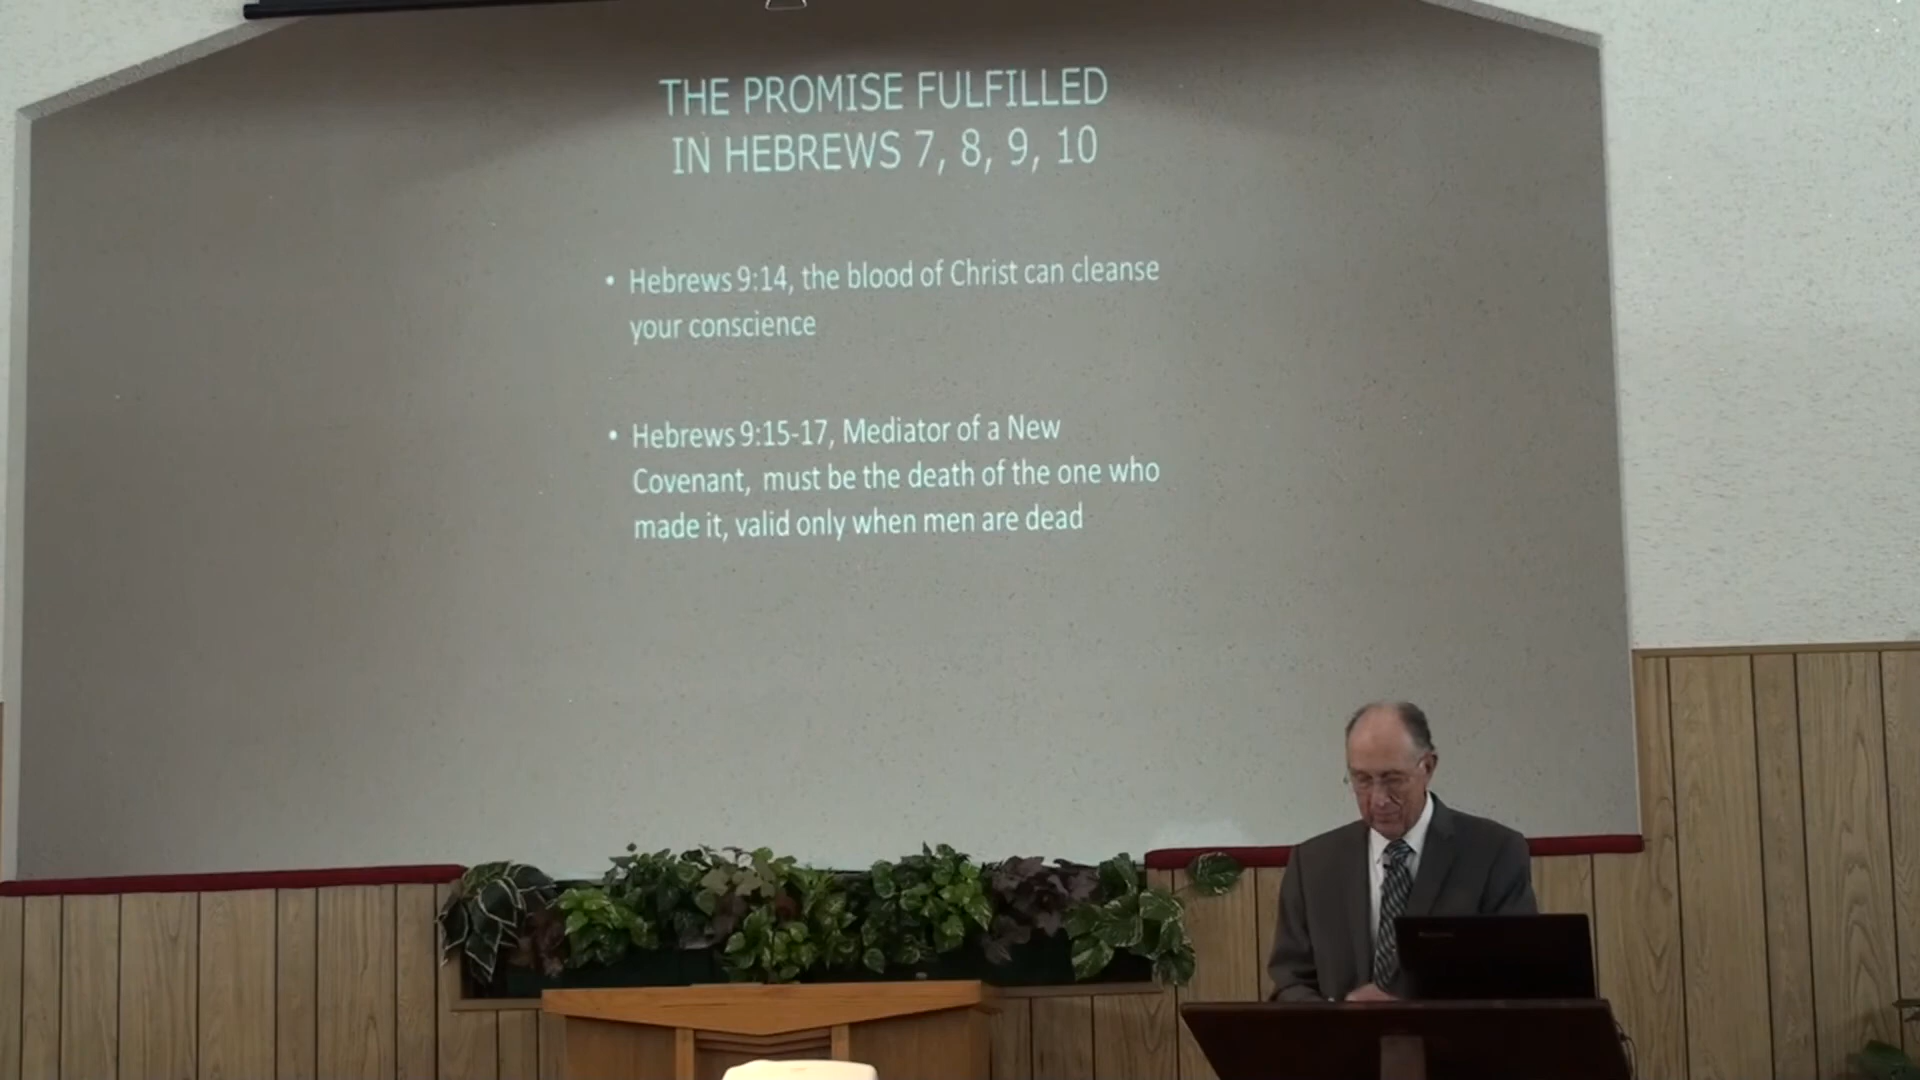 THE PROMISE FULFILLED
IN HEBREWS 7, 8, 9, 10
• Hebrews 9:14, the blood of Christ can cleanse
your conscience
• Hebrews 9:15-17, Mediator of a New
Covenant, must be the death of the one who
made it, valid only when men are dead